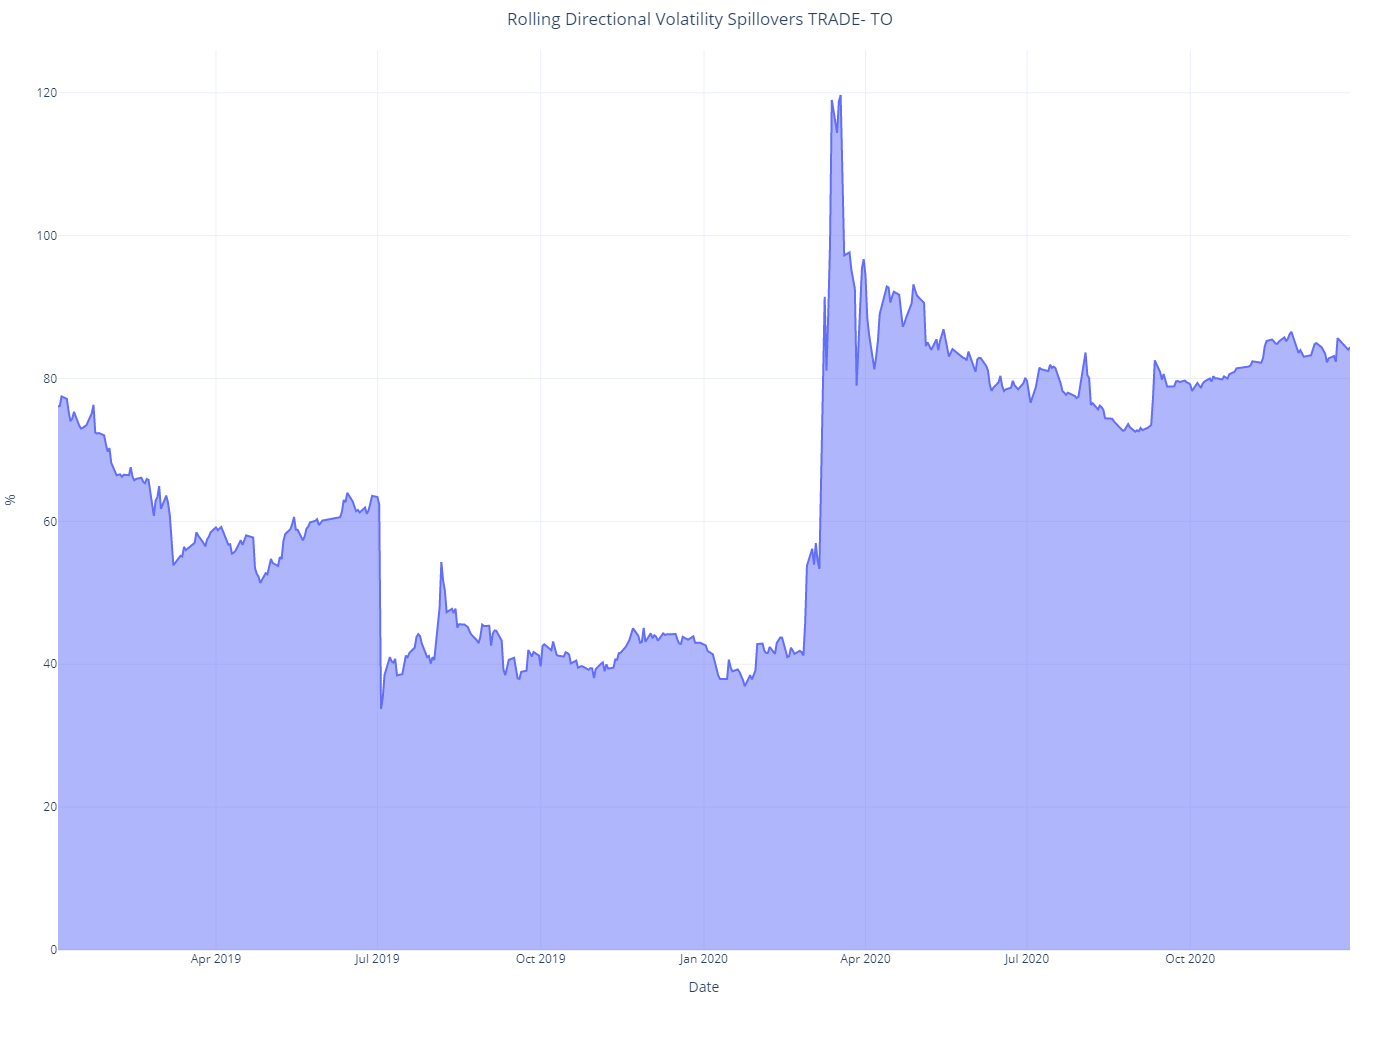 Rolling Directional Volatility Spillovers TRADE- TO
120
100
80
60
40
20
0
%
Apr 2019
Jul 2019
Oct 2019
Jan 2020
Apr 2020
Jul 2020
Oct 2020
Date